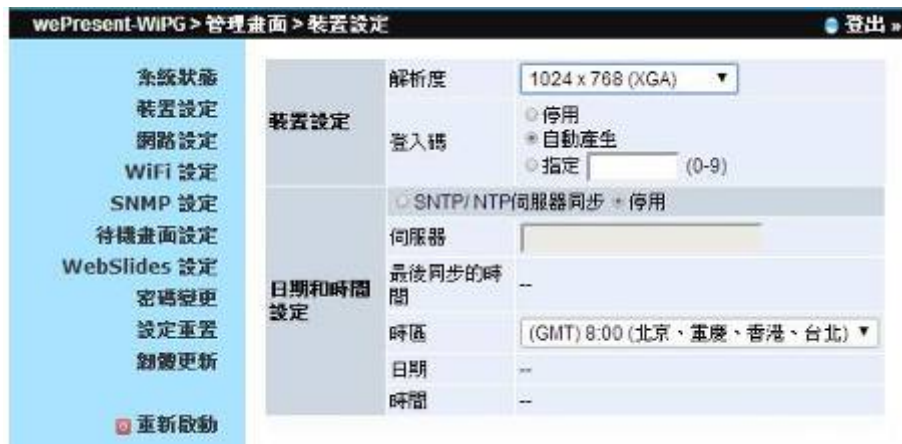 wePresent-WiPG > 管理畫面 > 裝置設定
登出 »
系統狀態
裝置設定
網路設定
WiFi 設定
SNMP 設定
待機畫面設定
WebSlides 設定
密碼變更
設定重置
韌體更新
重新啟動
裝置設定
解析度
1024 x 768 (XGA)
登入碼
停用
自動產生
指定 (0-9)
日期和時間
設定
SNTP/NTP伺服器同步 停用
伺服器
最後同步的時
間
--
時區
(GMT) 8:00 (北京、重慶、香港、台北)
日期
--
時間
--